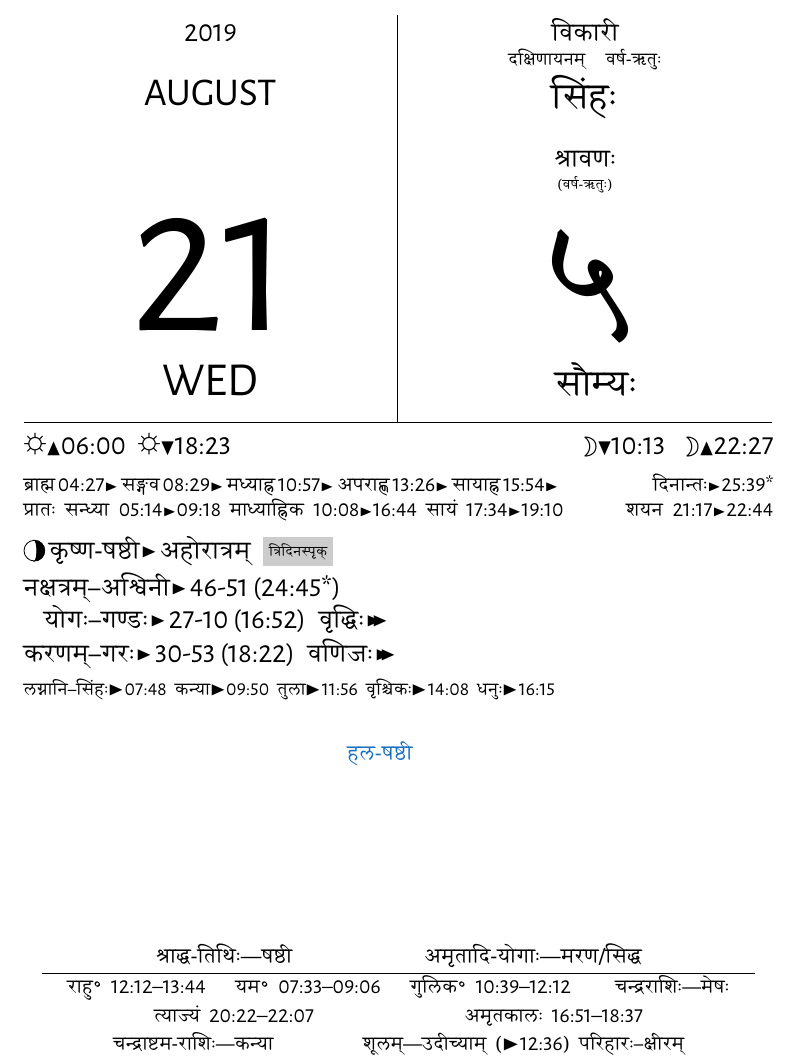 2019
AUGUST
21
WED
विकारी
दक्षिणायनम् वर्ष-ऋतुः
सिंहः
श्रावणः
(वर्ष-ऋतुः)
५
सौम्यः
☼▲06:00 ☼▼18:23 ☽▼10:13 ☽▲22:27
ब्राह्म 04:27► सङ्गव 08:29► मध्याह्न 10:57► अपराह्ण 13:26► सायाह्न 15:54► दिनान्तः►25:39*
प्रातः सन्ध्या 05:14►09:18 माध्याह्निक 10:08►16:44 सायं 17:34►19:10 शयन 21:17►22:44
कृष्ण-षष्ठी► अहोरात्रम् त्रिदिनस्पृक्
नक्षत्रम्–अश्विनी► 46-51 (24:45*)
योगः–गण्डः► 27-10 (16:52) वृद्धिः►►
करणम्–गरः► 30-53 (18:22) वणिजः►►
लग्नानि–सिंहः►07:48 कन्या►09:50 तुला►11:56 वृश्चिकः►14:08 धनुः►16:15
हल-षष्ठी
श्राद्ध-तिथिः—षष्ठी अमृतादि-योगाः—मरण/सिद्ध
राहु॰ 12:12–13:44 यम॰ 07:33–09:06 गुलिक॰ 10:39–12:12 चन्द्रराशिः—मेषः
त्याज्यं 20:22–22:07 अमृतकालः 16:51–18:37
चन्द्राष्टम-राशिः—कन्या शूलम्—उदीच्याम् (►12:36) परिहारः–क्षीरम्